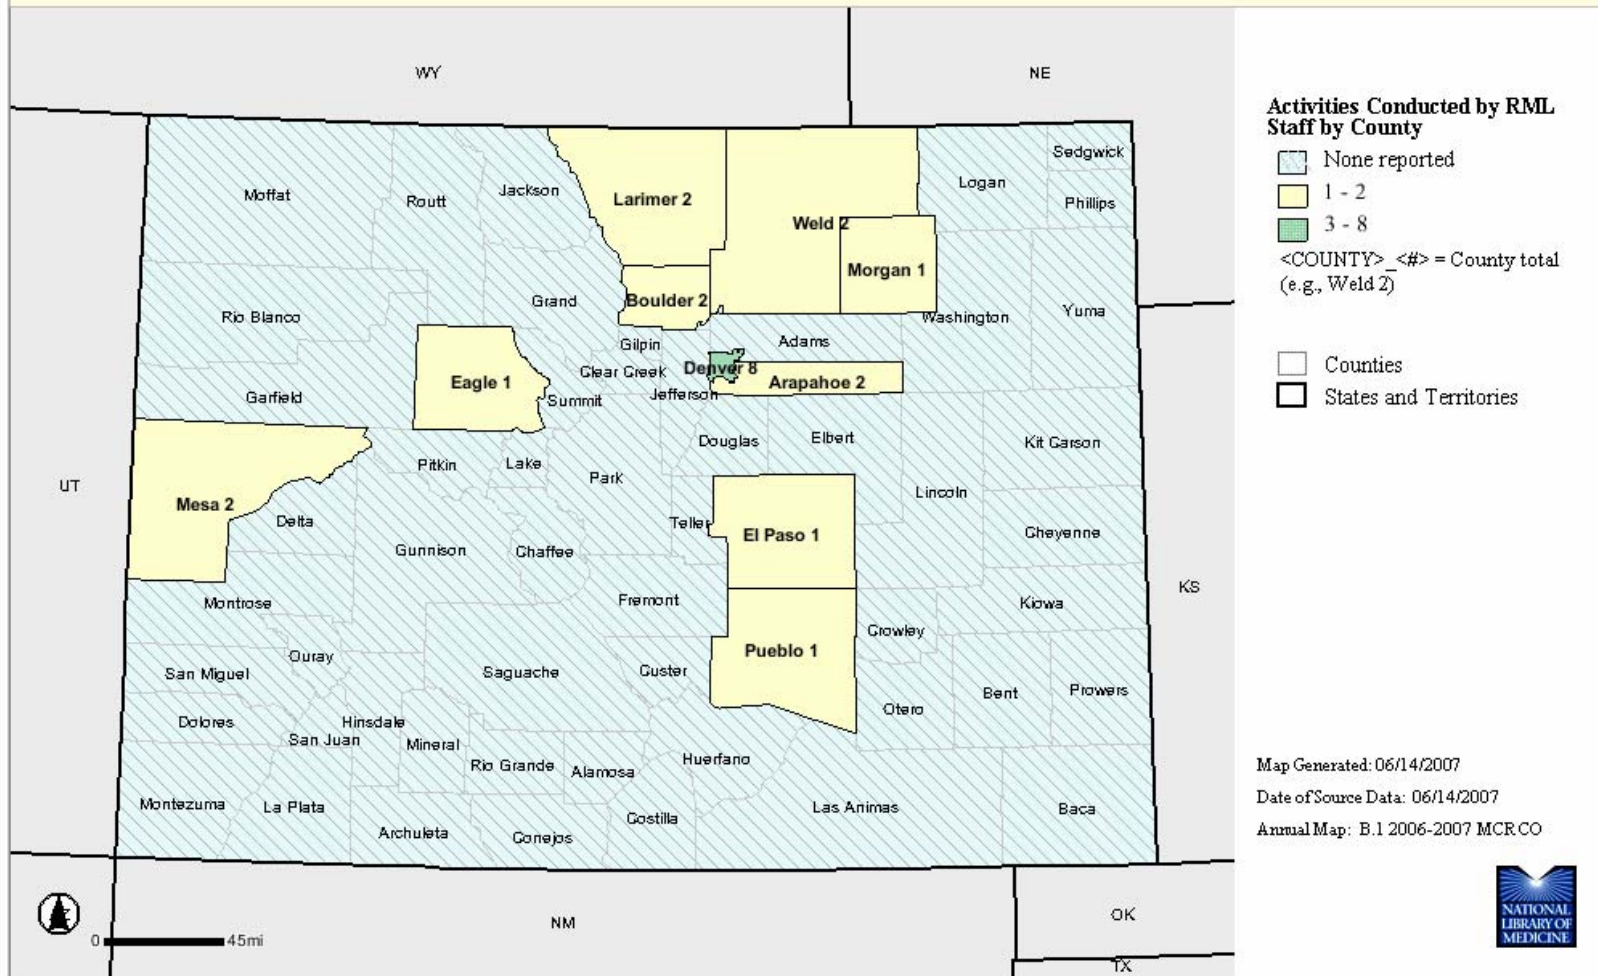 WY
NE
Activities Conducted by RML
Staff by County
None reported
1 - 2
3 - 8
<COUNTY>_<#> = County total
(e.g., Weld 2)
Counties
States and Territories
Sedgwick
Logan
Phillips
Moffat
Routt
Jackson
Larimer 2
Weld 2
Morgan 1
Boulder 2
Grand
Rio Blanco
Washington
Yuma
Gilpin
Adams
Clear Creek
Denver 8
Arapahoe 2
Eagle 1
Summit
Jefferson
Garfield
Douglas
Elbert
Kit Carson
Pitkin
Lake
Park
Lincoln
UT
Mesa 2
Delta
Teller
El Paso 1
Cheyenne
Gunnison
Chaffee
KS
Montrose
Fremont
Kiowa
Crowley
Ouray
Pueblo 1
San Miguel
Saguache
Custer
Bent
Prowers
Otero
Dolores
Hinsdale
San Juan
Mineral
Rio Grande
Alamosa
Huerfano
Montezuma
La Plata
Las Animas
Baca
Costilla
Archuleta
Conejos
Map Generated: 06/14/2007
Date of Source Data: 06/14/2007
Annual Map: B.1 2006-2007 MCR CO
NATIONAL
LIBRARY OF
MEDICINE
NM
OK
TX
0
45mi